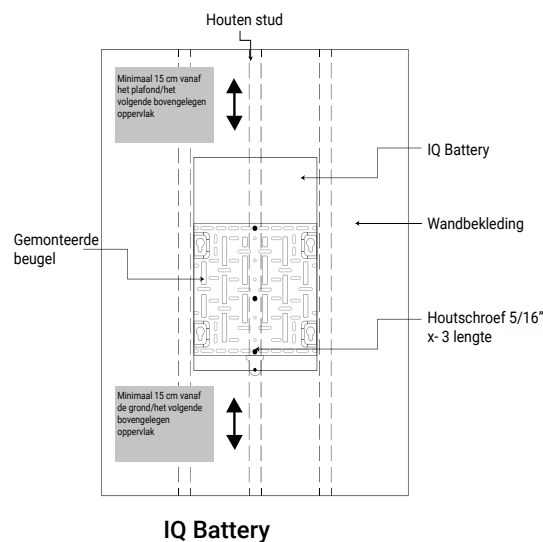 Houten stud
Minimaal 15 cm vanaf
het plafond/het
volgende bovengelegen
oppervlak
IQ Battery
Wandbekleding
Gemonteerde
beugel
Houtschroef 5/16”
x- 3 lengte
Minimaal 15 cm vanaf
de grond/het volgende
bovengelegen
oppervlak
IQ Battery